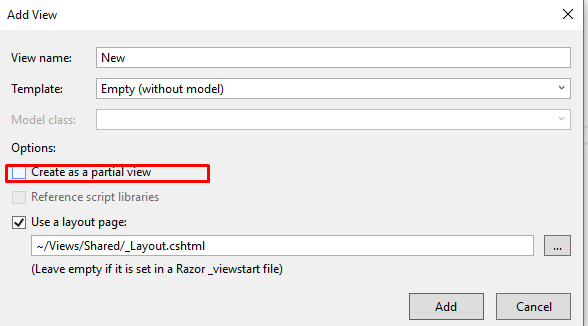 Add View
View name: New
Template: Empty (without model)
Model class:
Options:
Create as a partial view
Reference script libraries
Use a layout page:
~/Views/Shared/_Layout.cshtml ...
(Leave empty if it is set in a Razor _viewstart file)
Add Cancel